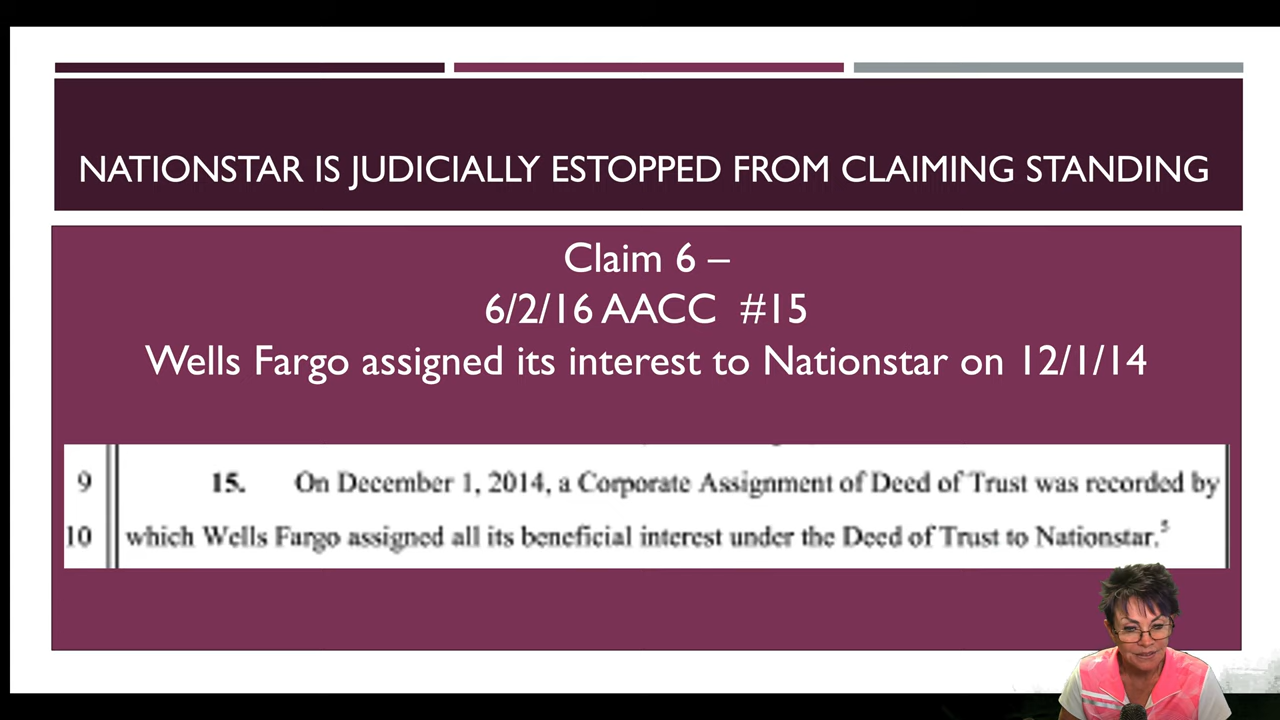 NATIONSTAR IS JUDICIALLY ESTOPPED FROM CLAIMING STANDING
Claim 6 –
6/2/16 AACC #15
Wells Fargo assigned its interest to Nationstar on 12/1/14
9 15. On December 1, 2014, a Corporate Assignment of Deed of Trust was recorded by
10 which Wells Fargo assigned all its beneficial interest under the Deed of Trust to Nationstar.5